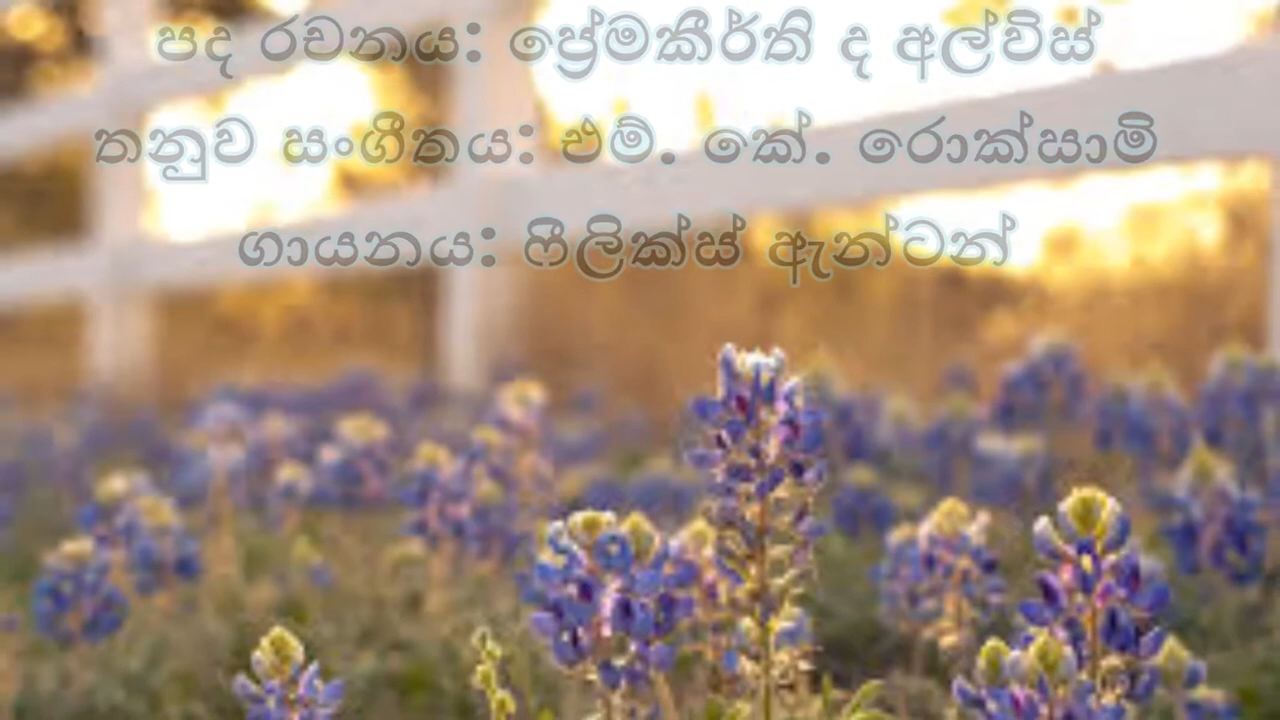 පද රචනය: ප්‍රේමකීර්ති ද අල්විස්
තනුව සංගීතය: එම්. කේ. රොක්සාමි
ගායනය: ෆීලික්ස් ඇන්ටන්